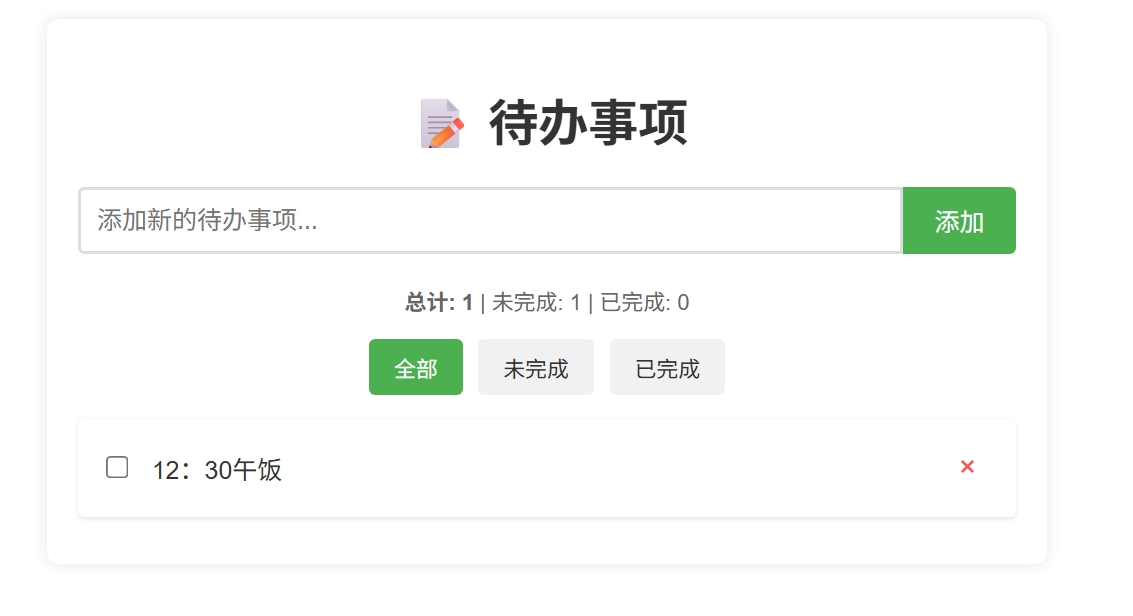 📝 待办事项
添加新的待办事项...
添加
总计: 1 | 未完成: 1 | 已完成: 0
全部 未完成 已完成
12：30午饭 ×